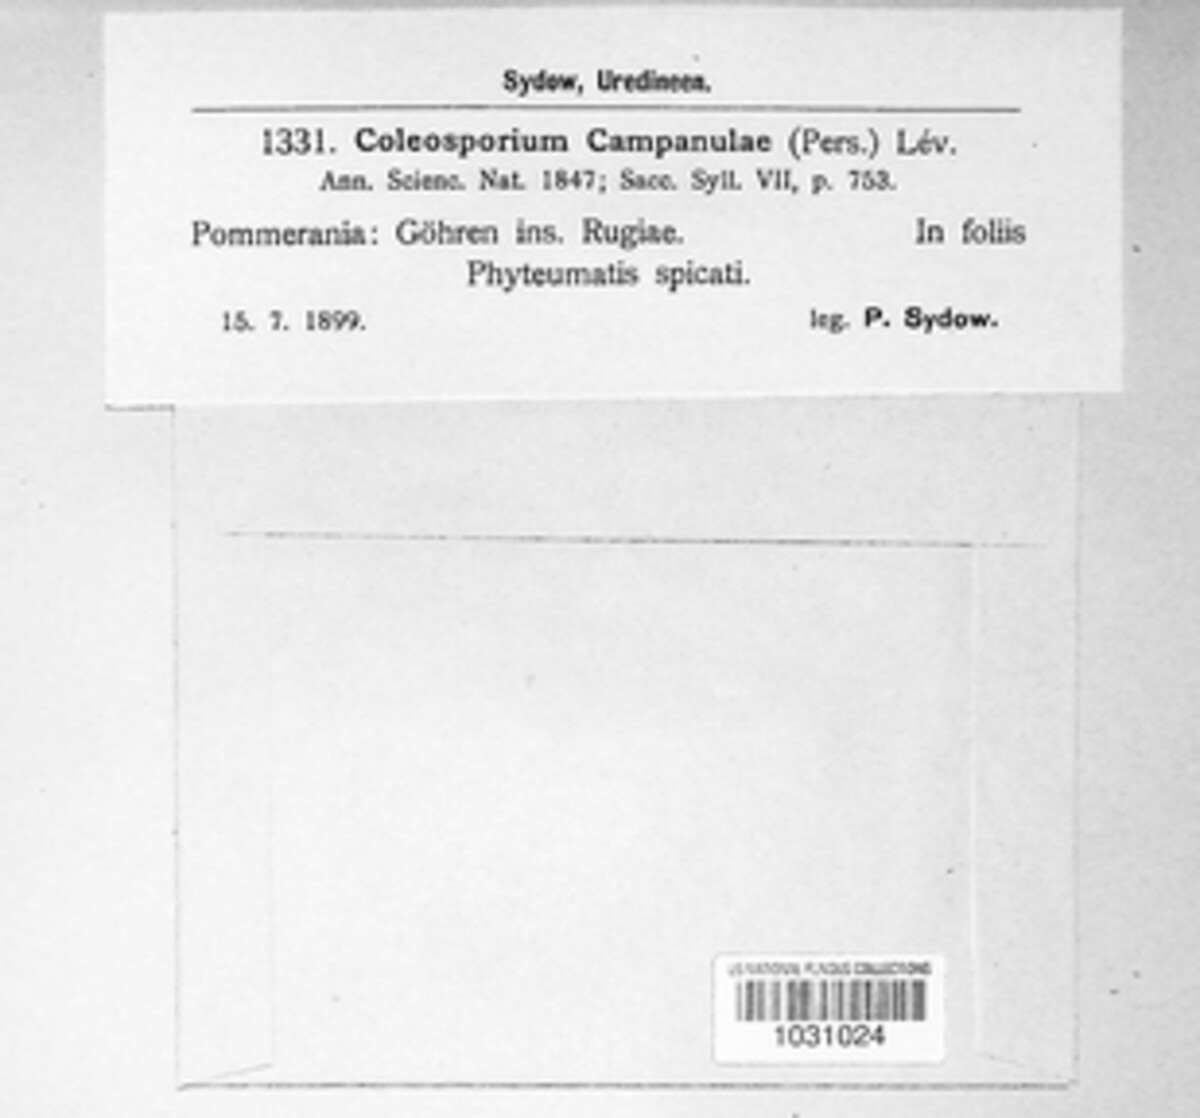 Sydow, Uredineen.
1331. Coleosporium Campanulae (Pers.) Lév.
Ann. Scienc. Nat. 1847; Sacc. Syll. VII, p. 753.
Pommerania: Göhren ins. Rugiae. In foliis
Phyteumatis spicati.
15. 7. 1899. leg. P. Sydow.
US NATIONAL FUNGUS COLLECTIONS
1031024